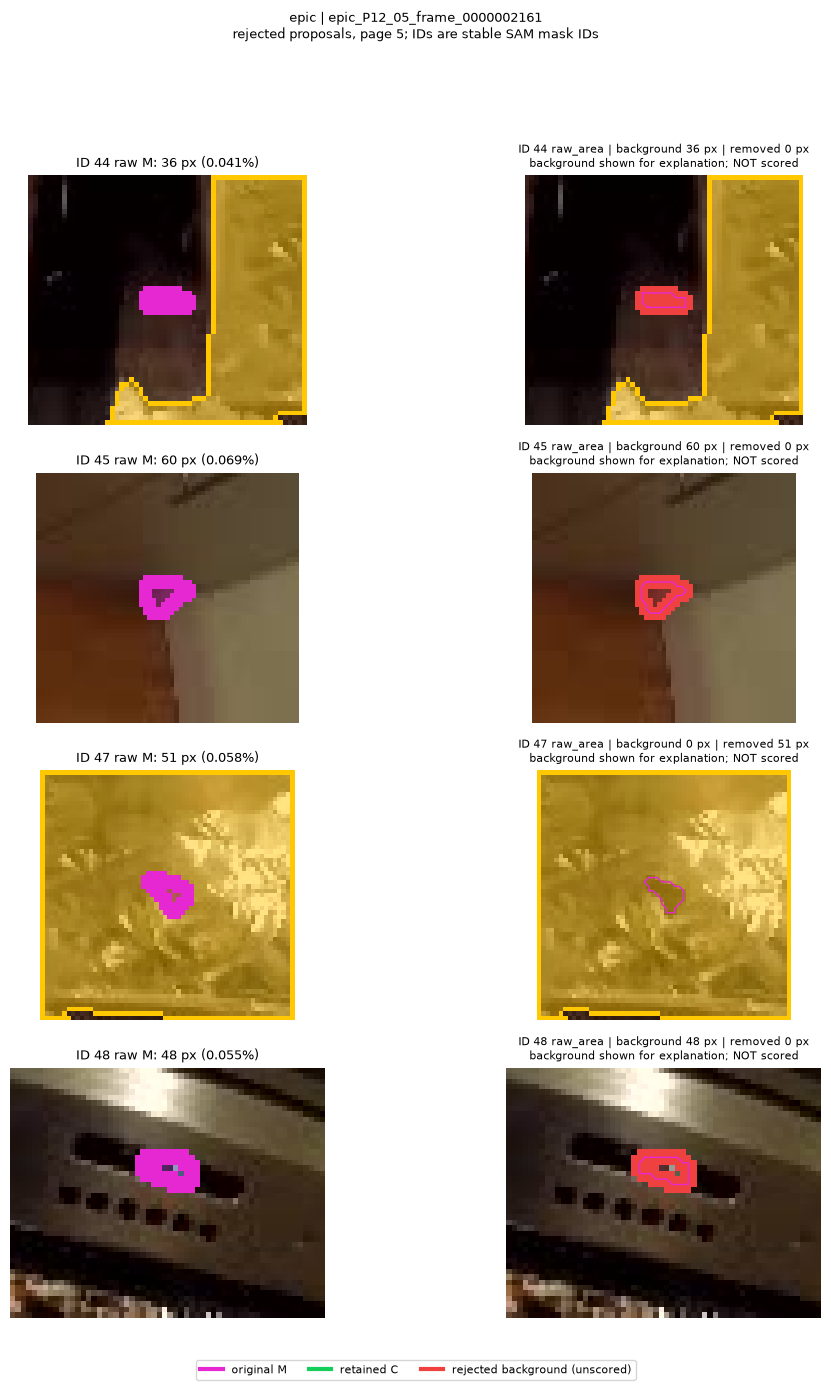 epic | epic_P12_05_frame_0000002161
rejected proposals, page 5; IDs are stable SAM mask IDs
ID 44 raw M: 36 px (0.041%)
ID 44 raw_area | background 36 px | removed 0 px
background shown for explanation; NOT scored
ID 45 raw M: 60 px (0.069%)
ID 45 raw_area | background 60 px | removed 0 px
background shown for explanation; NOT scored
ID 47 raw M: 51 px (0.058%)
ID 47 raw_area | background 0 px | removed 51 px
background shown for explanation; NOT scored
ID 48 raw M: 48 px (0.055%)
ID 48 raw_area | background 48 px | removed 0 px
background shown for explanation; NOT scored
original M
retained C
rejected background (unscored)